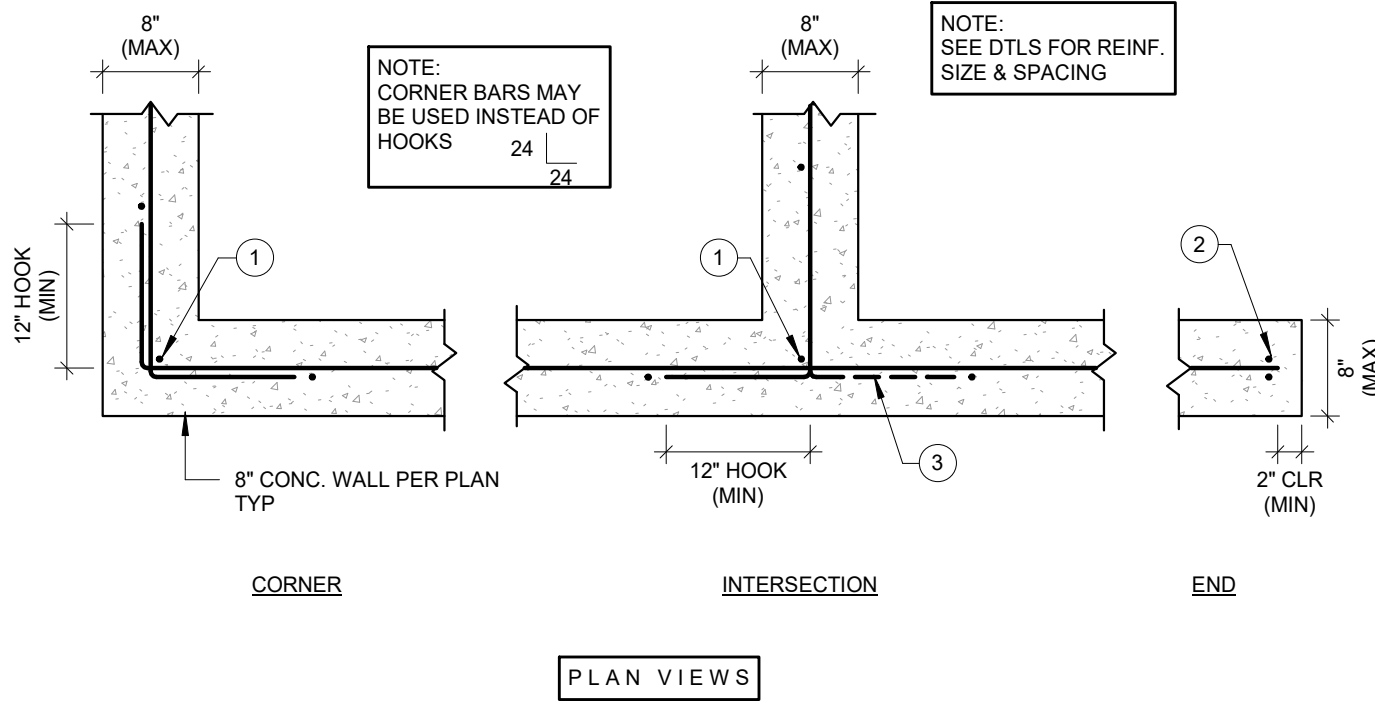 8"
(MAX)
NOTE:
CORNER BARS MAY
BE USED INSTEAD OF
HOOKS
24
24
8"
(MAX)
NOTE:
SEE DTLS FOR REINF.
SIZE & SPACING
12" HOOK
(MIN)
1
1
2
8"
(MAX)
8" CONC. WALL PER PLAN
TYP
12" HOOK
(MIN)
3
2" CLR
(MIN)
CORNER
INTERSECTION
END
PLAN VIEWS